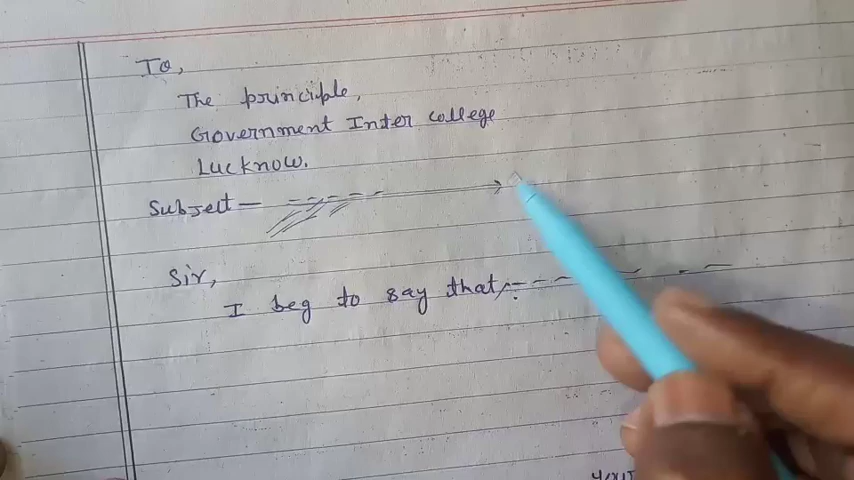 To,
The principle,
Government Inter college
Lucknow.
Subject —
Sir,
I beg to say that,